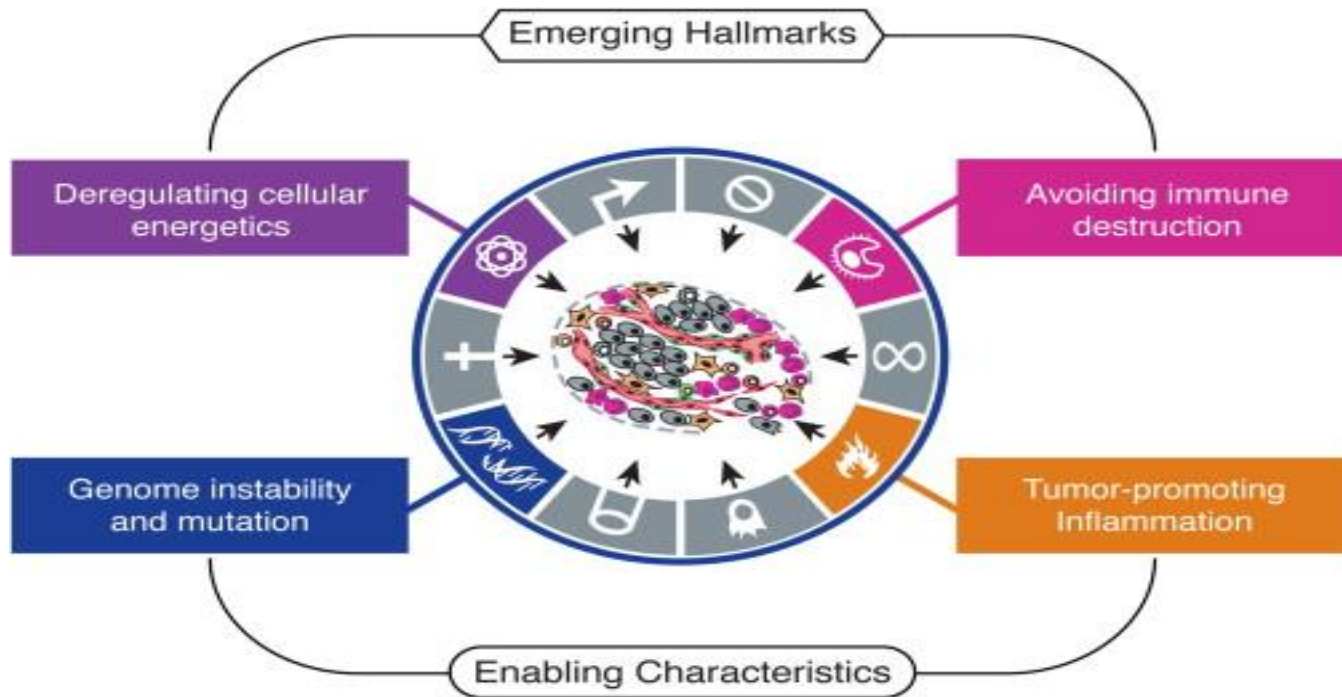 Emerging Hallmarks
Deregulating cellular
energetics
Avoiding immune
destruction
Genome instability
and mutation
Tumor-promoting
Inflammation
Enabling Characteristics